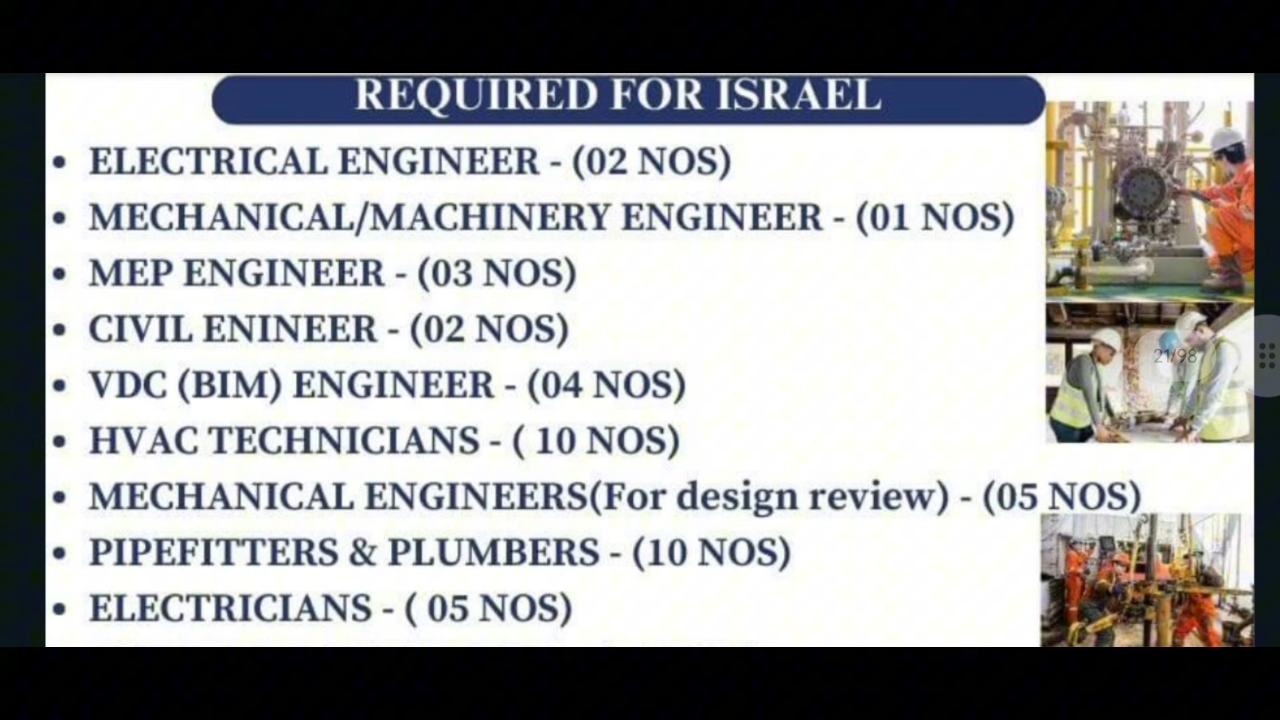 REQUIRED FOR ISRAEL
• ELECTRICAL ENGINEER - (02 NOS)
• MECHANICAL/MACHINERY ENGINEER - (01 NOS)
• MEP ENGINEER - (03 NOS)
• CIVIL ENINEER - (02 NOS)
• VDC (BIM) ENGINEER - (04 NOS)
• HVAC TECHNICIANS - ( 10 NOS)
21/98
• MECHANICAL ENGINEERS(For design review) - (05 NOS)
• PIPEFITTERS & PLUMBERS - (10 NOS)
• ELECTRICIANS - ( 05 NOS)